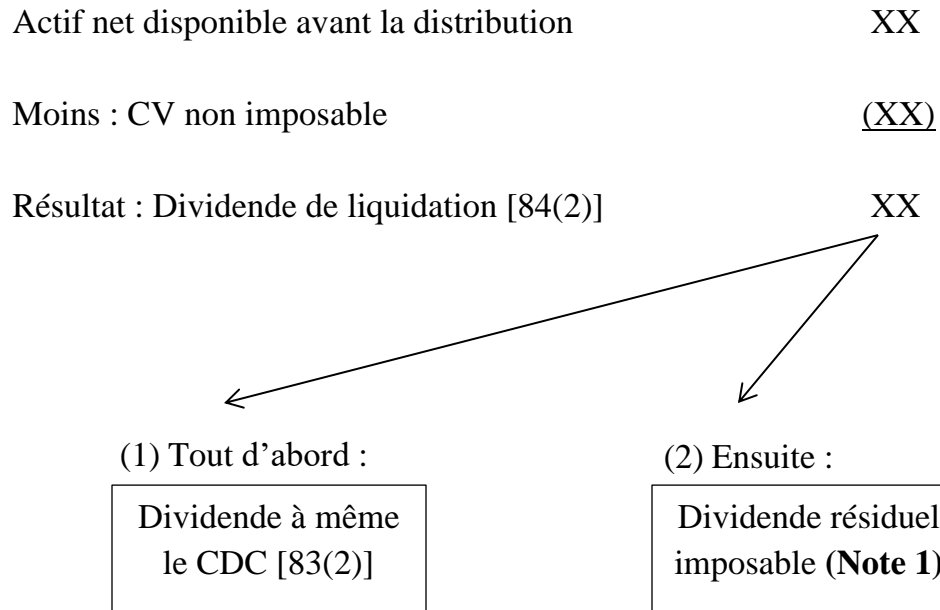 Actif net disponible avant la distribution XX
Moins : CV non imposable (XX)
Résultat : Dividende de liquidation [84(2)] XX
(1) Tout d’abord :
Dividende à même
le CDC [83(2)]
(2) Ensuite :
Dividende résiduel
imposable (Note 1)